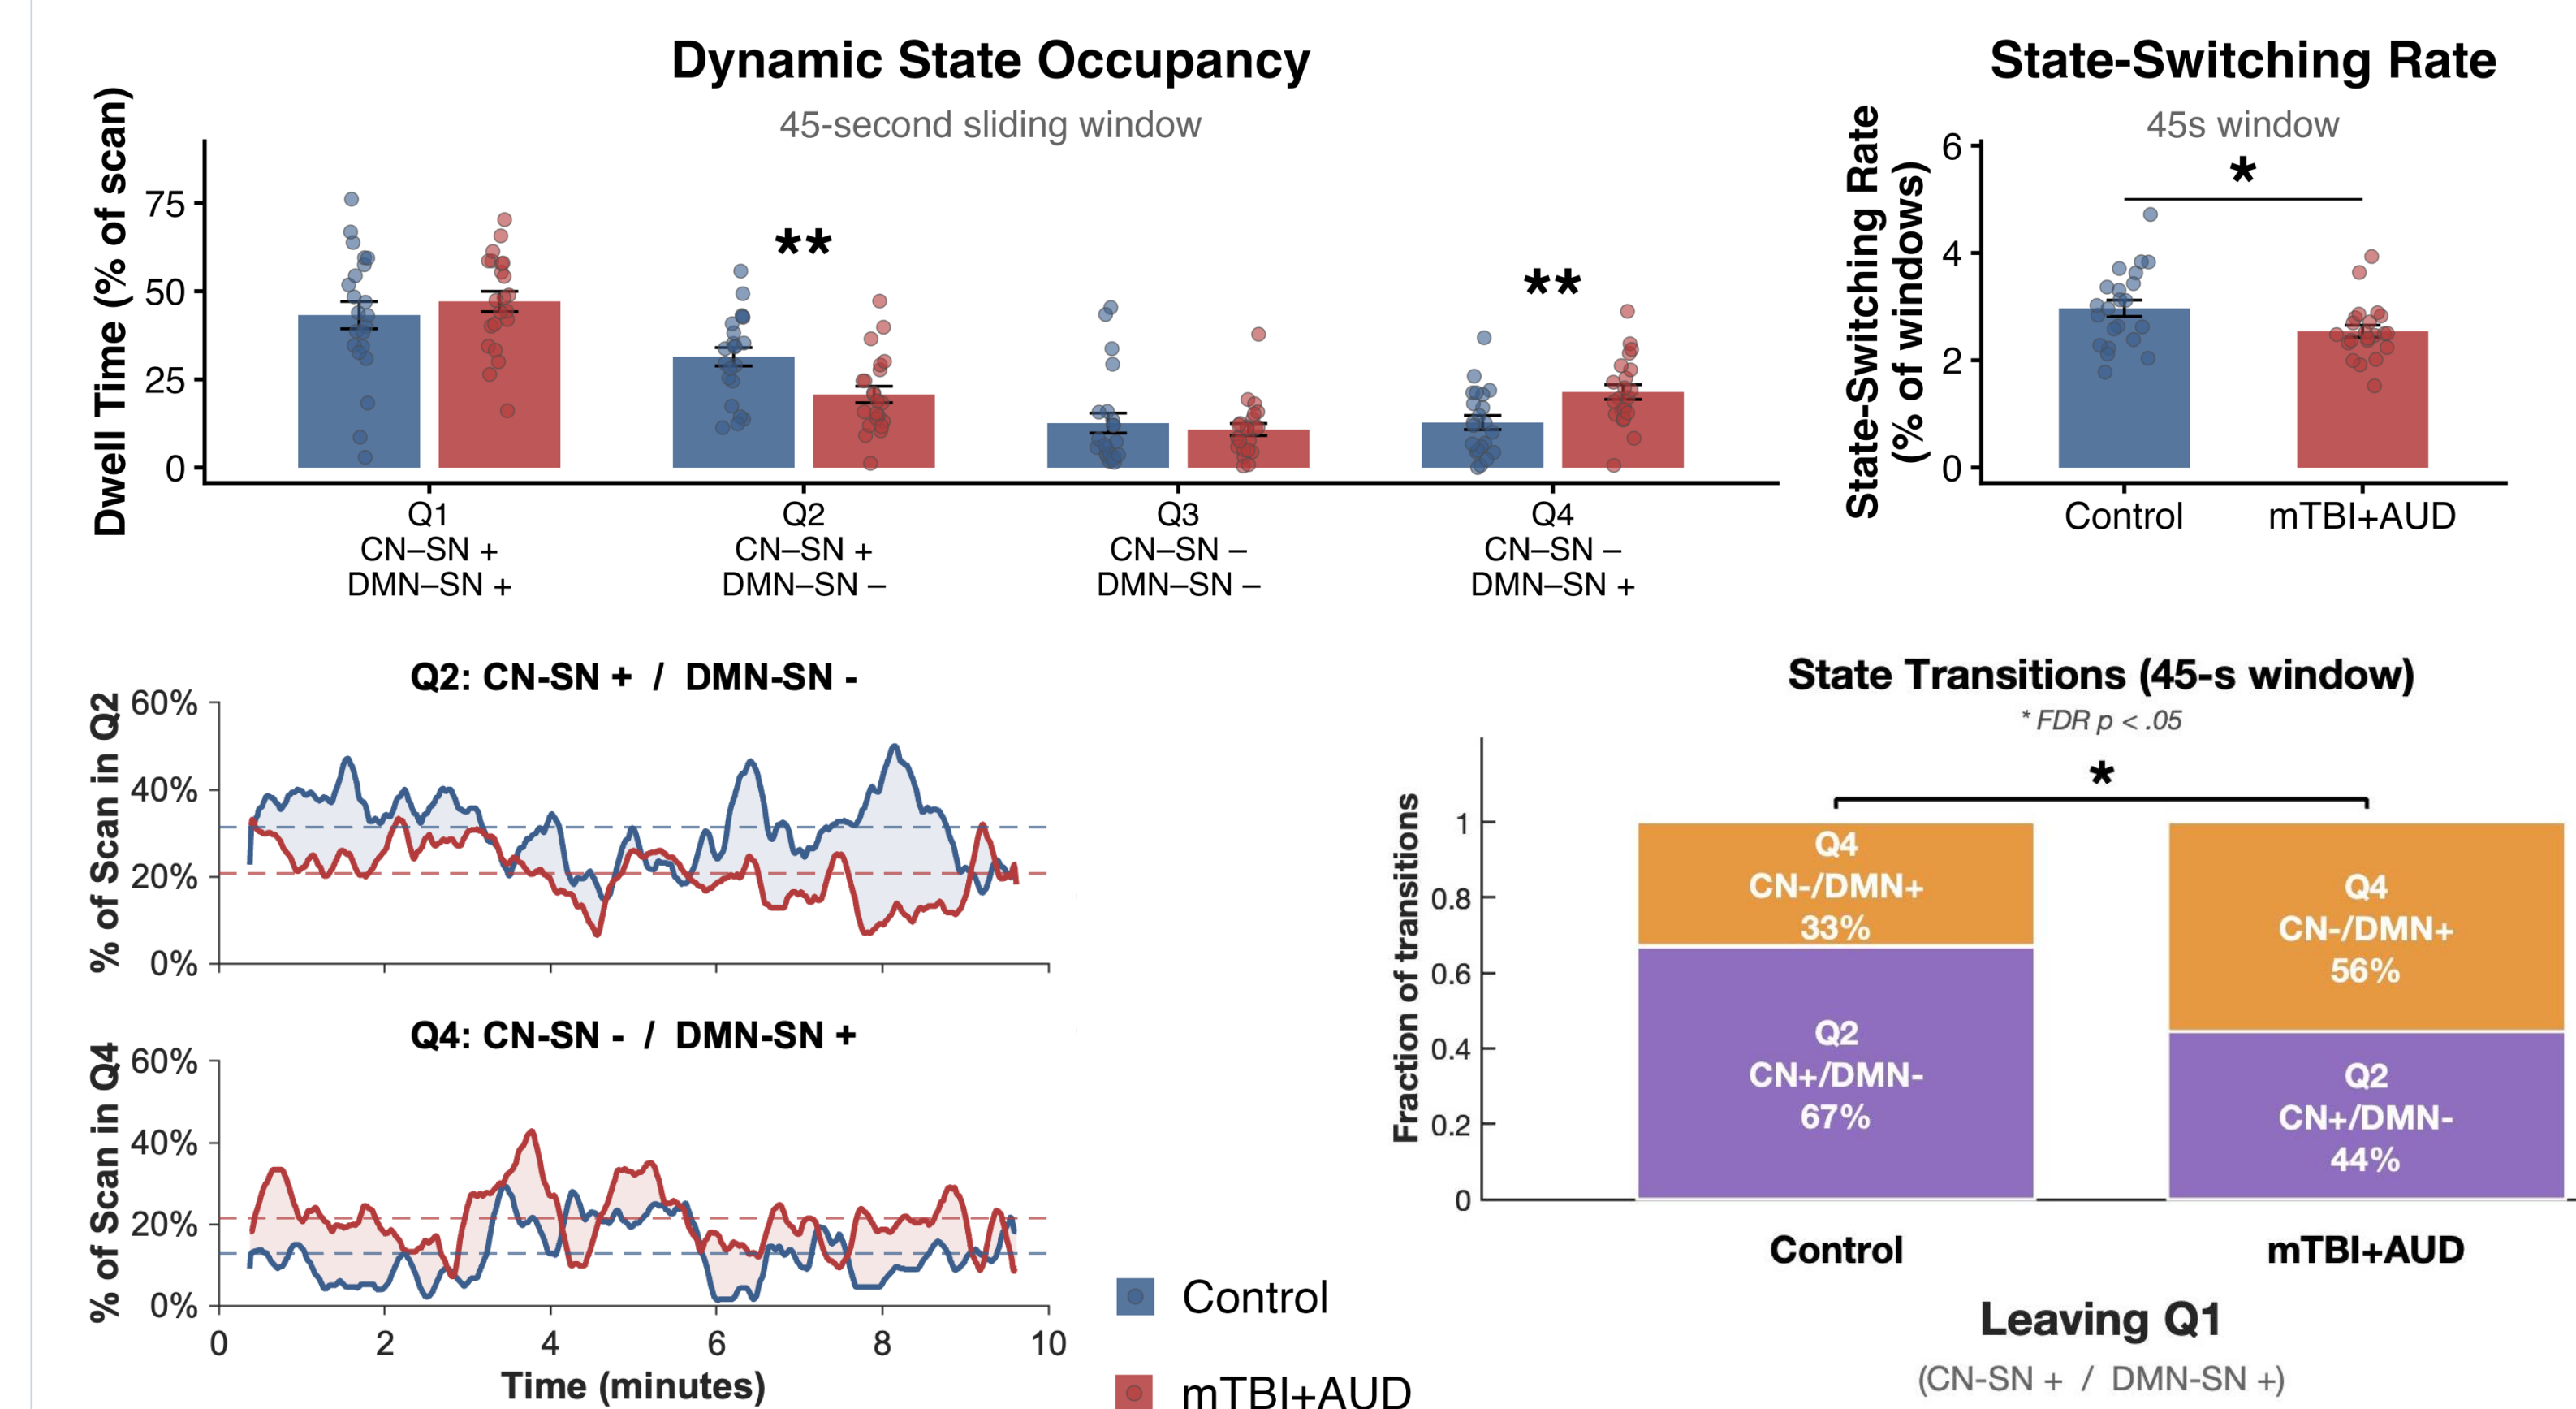 Dynamic State Occupancy
45-second sliding window
Dwell Time (% of scan)
75
50
25
0
**
**
Q1
CN–SN +
DMN–SN +
Q2
CN–SN +
DMN–SN –
Q3
CN–SN –
DMN–SN –
Q4
CN–SN –
DMN–SN +
State-Switching Rate
45s window
State-Switching Rate
(% of windows)
6
4
2
0
*
Control
mTBI+AUD
Q2: CN-SN + / DMN-SN -
% of Scan in Q2
60%
40%
20%
0%
Q4: CN-SN - / DMN-SN +
% of Scan in Q4
60%
40%
20%
0%
0
2
4
6
8
10
Time (minutes)
Control
mTBI+AUD
State Transitions (45-s window)
* FDR p < .05
*
Fraction of transitions
1
0.8
0.6
0.4
0.2
0
Q4
CN-/DMN+
33%
Q2
CN+/DMN-
67%
Q4
CN-/DMN+
56%
Q2
CN+/DMN-
44%
Control
mTBI+AUD
Leaving Q1
(CN-SN + / DMN-SN +)